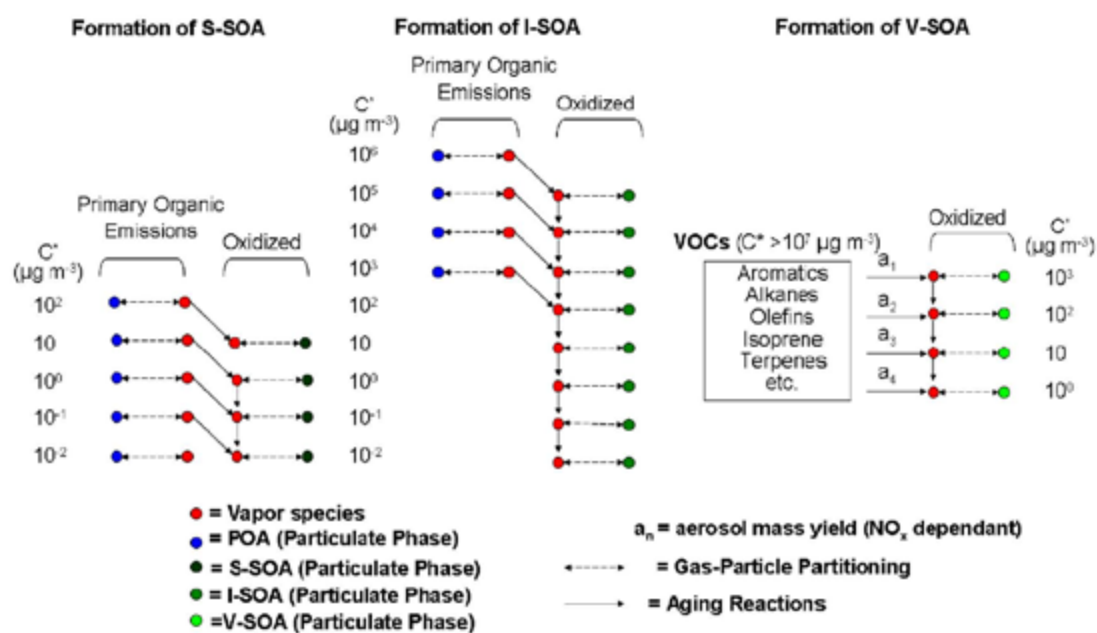 Formation of S-SOA
Formation of I-SOA
Formation of V-SOA
Primary Organic
Emissions
Oxidized
C*
(µg m-3)
10²
10
10⁰
10⁻¹
10⁻²
Primary Organic
Emissions
Oxidized
C*
(µg m-3)
10⁶
10⁵
10⁴
10³
10²
10
10⁰
10⁻¹
10⁻²
VOCs (C* >10⁷ µg m-3)
Aromatics
Alkanes
Olefins
Isoprene
Terpenes
etc.
a₁
a₂
a₃
a₄
Oxidized
C*
(µg m-3)
10³
10²
10
10⁰
= Vapor species
= POA (Particulate Phase)
= S-SOA (Particulate Phase)
= I-SOA (Particulate Phase)
=V-SOA (Particulate Phase)
aₙ = aerosol mass yield (NOₓ dependant)
= Gas-Particle Partitioning
= Aging Reactions